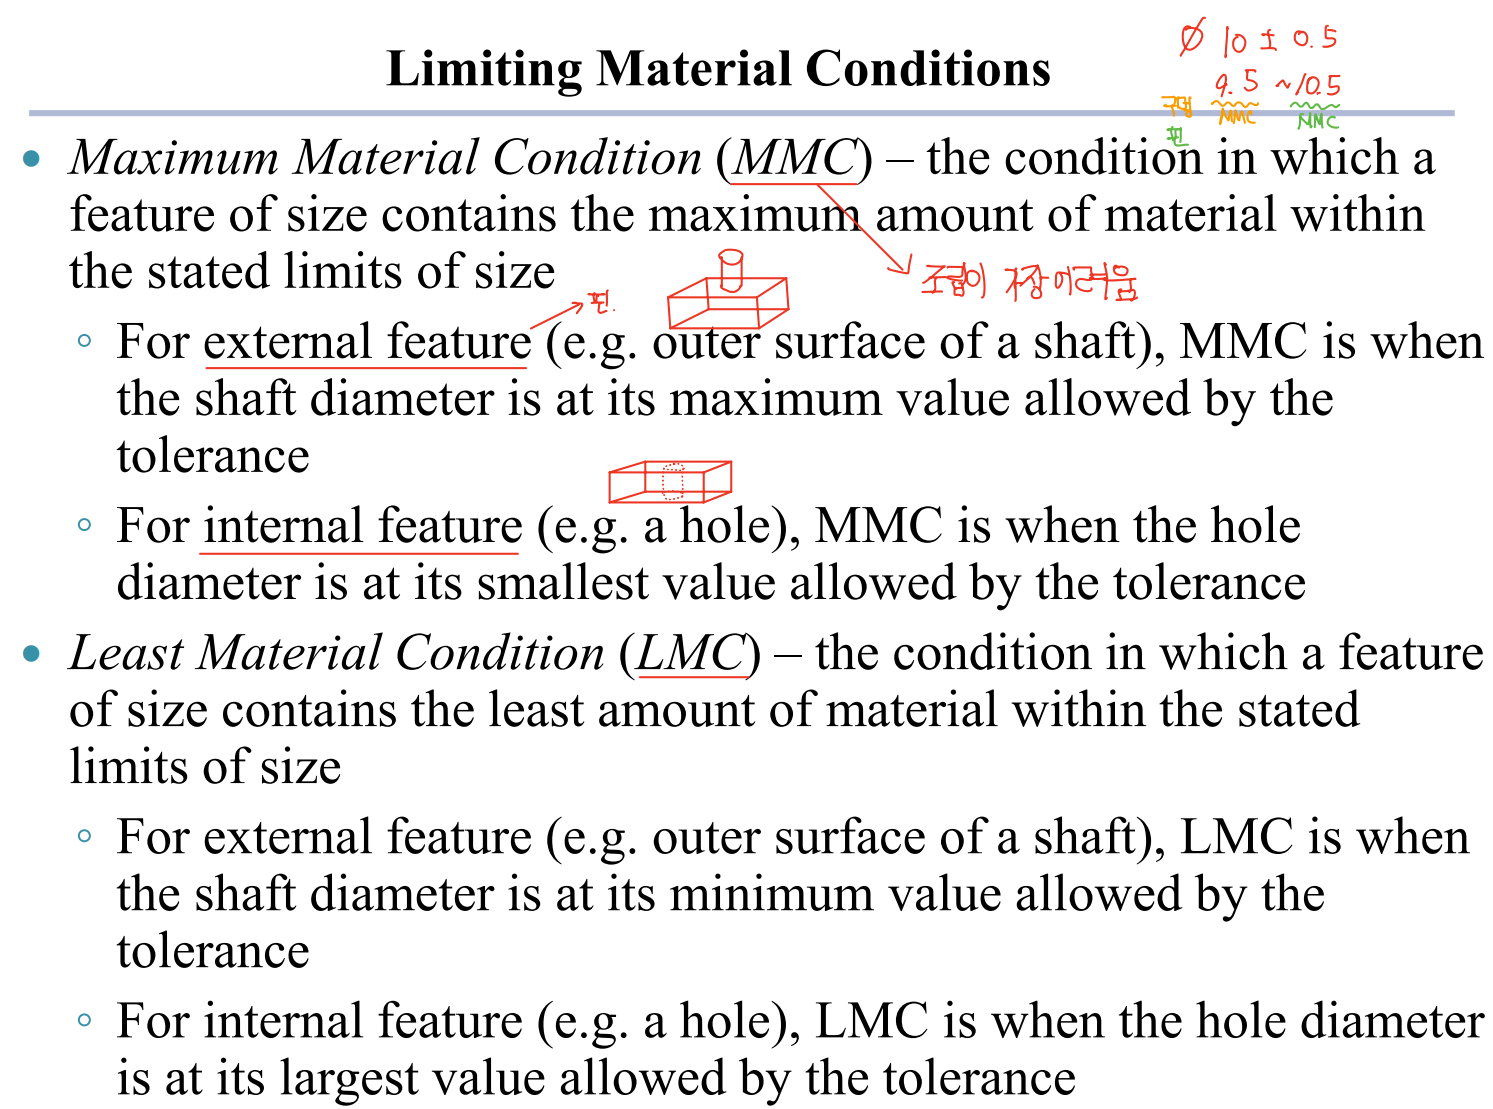 Limiting Material Conditions
Ø 10 ± 0.5
9.5 ~ 10.5
구멍 MMC MMC
핀
• Maximum Material Condition (MMC) – the condition in which a
feature of size contains the maximum amount of material within
the stated limits of size
조립이 가장 어려움
핀.
◦ For external feature (e.g. outer surface of a shaft), MMC is when
the shaft diameter is at its maximum value allowed by the
tolerance
◦ For internal feature (e.g. a hole), MMC is when the hole
diameter is at its smallest value allowed by the tolerance
• Least Material Condition (LMC) – the condition in which a feature
of size contains the least amount of material within the stated
limits of size
◦ For external feature (e.g. outer surface of a shaft), LMC is when
the shaft diameter is at its minimum value allowed by the
tolerance
◦ For internal feature (e.g. a hole), LMC is when the hole diameter
is at its largest value allowed by the tolerance